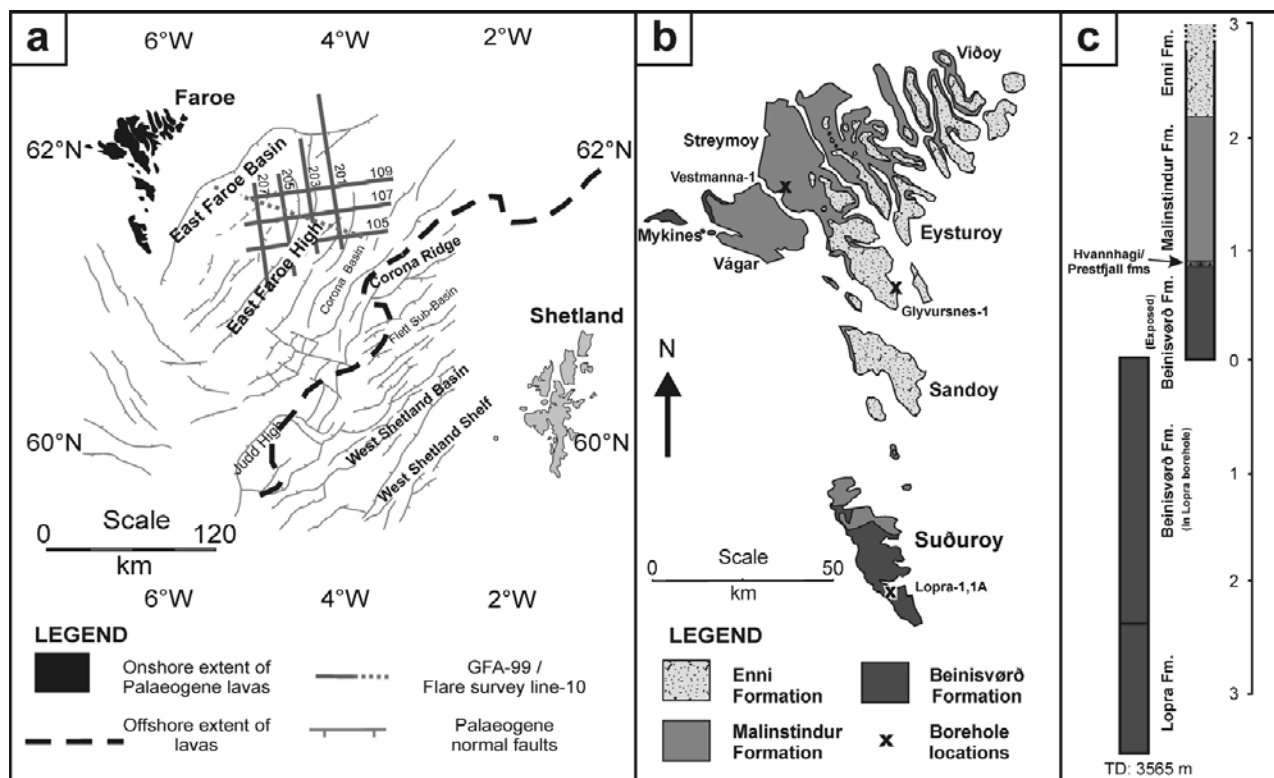 a
6°W
4°W
2°W
Faroe
62°N
62°N
East Faroe Basin
207
205
203
201
109
107
105
East Faroe High
Corona Basin
Corona Ridge
Flett Sub-Basin
Shetland
60°N
60°N
Judd High
West Shetland Basin
West Shetland Shelf
0
Scale
120
km
6°W
4°W
2°W
LEGEND
Onshore extent of
Palaeogene lavas
GFA-99 /
Flare survey line-10
Offshore extent of
lavas
Palaeogene
normal faults
b
Viðoy
Streymoy
Vestmanna-1
Mykines
Vágar
Eysturoy
Glyvursnes-1
N
Sandoy
Suðuroy
0
Scale
50
km
Lopra-1,1A
LEGEND
Enni
Formation
Beinisvørð
Formation
Malinstindur
Formation
x
Borehole
locations
c
Enni Fm.
Malinstindur Fm.
Hvannhagi/
Prestfjall fms
Beinisvørð Fm.
(Exposed)
Beinisvørð Fm.
(in Lopra borehole)
Lopra Fm.
3
2
1
0
1
2
3
TD: 3565 m